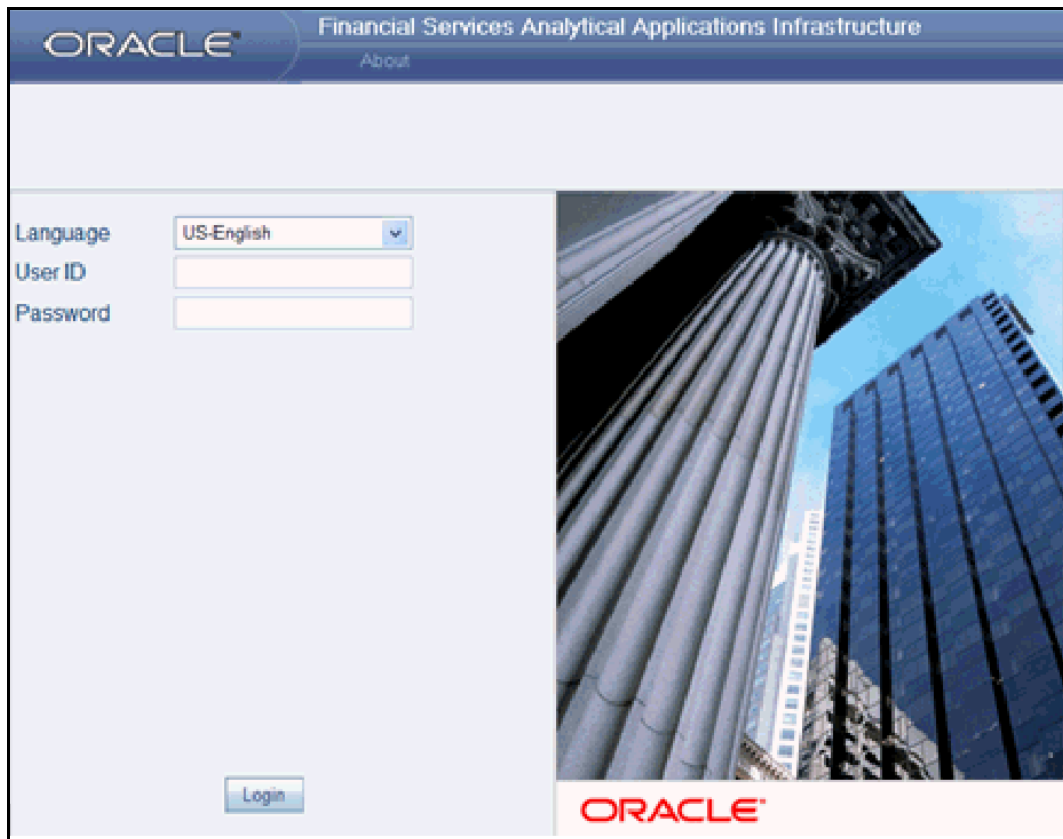 ORACLE
Financial Services Analytical Applications Infrastructure
About
Language
US-English
User ID
Password
Login
ORACLE